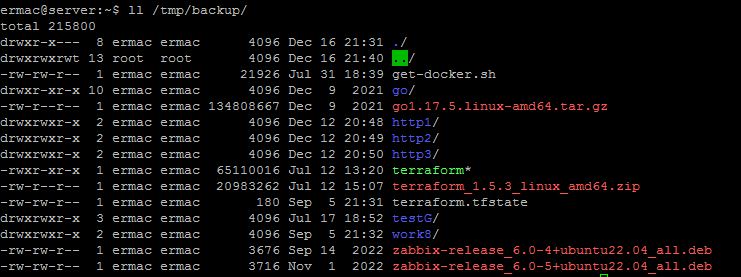 ermac@server:~$ ll /tmp/backup/
total 215800
drwxr-x--- 8 ermac ermac 4096 Dec 16 21:31 ./
drwxrwxrwt 13 root root 4096 Dec 16 21:40 ../
-rw-rw-r-- 1 ermac ermac 21926 Jul 31 18:39 get-docker.sh
drwxr-xr-x 10 ermac ermac 4096 Dec 9 2021 go/
-rw-r--r-- 1 ermac ermac 134808667 Dec 9 2021 go1.17.5.linux-amd64.tar.gz
drwxrwxr-x 2 ermac ermac 4096 Dec 12 20:48 http1/
drwxrwxr-x 2 ermac ermac 4096 Dec 12 20:49 http2/
drwxrwxr-x 2 ermac ermac 4096 Dec 12 20:50 http3/
-rwxr-xr-x 1 ermac ermac 65110016 Jul 12 13:20 terraform*
-rw-rw-r-- 1 ermac ermac 20983262 Jul 12 15:07 terraform_1.5.3_linux_amd64.zip
-rw-rw-r-- 1 ermac ermac 180 Sep 5 21:31 terraform.tfstate
drwxrwxr-x 3 ermac ermac 4096 Jul 17 18:52 testG/
drwxrwxr-x 2 ermac ermac 4096 Sep 5 21:32 work8/
-rw-rw-r-- 1 ermac ermac 3676 Sep 14 2022 zabbix-release_6.0-4+ubuntu22.04_all.deb
-rw-rw-r-- 1 ermac ermac 3716 Nov 1 2022 zabbix-release_6.0-5+ubuntu22.04_all.deb